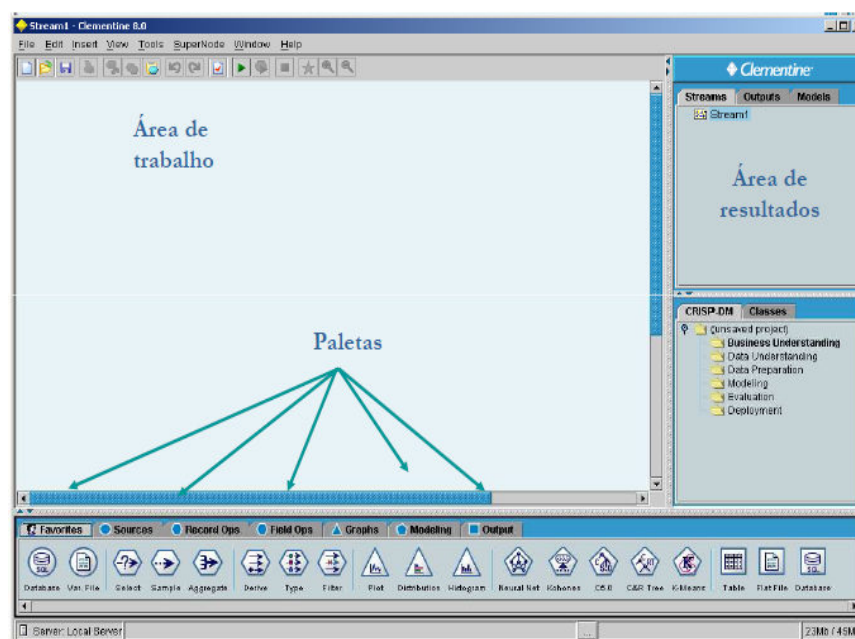 Stream1 - Clementine 8.0
File Edit Insert View Tools SuperNode Window Help
Clementine
Streams Outputs Models
Stream1
Área de
trabalho
Área de
resultados
CRISP-DM Classes
(unsaved project)
Business Understanding
Data Understanding
Data Preparation
Modeling
Evaluation
Deployment
Paletas
Favorites Sources Record Ops Field Ops Graphs Modeling Output
Database Var. File Select Sample Aggregate Derive Type Filter Plot Distribution Histogram Neural Net Kohonen C5.0 C&R Tree K-Means Table Flat File Database
Server: Local Server
...
23Mb / 45M